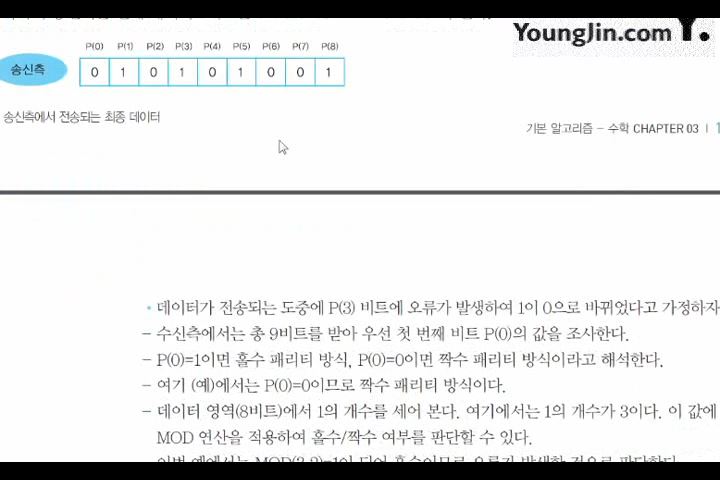 YoungJin.com Y.
P(0) P(1) P(2) P(3) P(4) P(5) P(6) P(7) P(8)
송신측 0 1 0 1 0 1 0 0 1
송신측에서 전송되는 최종 데이터
기본 알고리즘 – 수학 CHAPTER 03 | 1
• 데이터가 전송되는 도중에 P(3) 비트에 오류가 발생하여 1이 0으로 바뀌었다고 가정하자
– 수신측에서는 총 9비트를 받아 우선 첫 번째 비트 P(0)의 값을 조사한다.
– P(0)=1이면 홀수 패리티 방식, P(0)=0이면 짝수 패리티 방식이라고 해석한다.
– 여기 (예)에서는 P(0)=0이므로 짝수 패리티 방식이다.
– 데이터 영역(8비트)에서 1의 개수를 세어 본다. 여기에서는 1의 개수가 3이다. 이 값에
MOD 연산을 적용하여 홀수/짝수 여부를 판단할 수 있다.